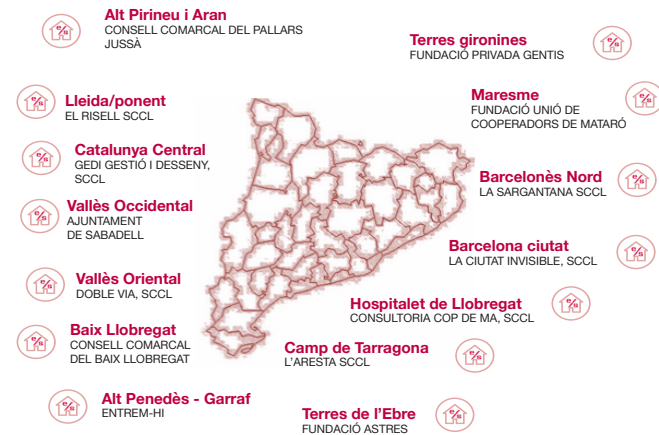 Alt Pirineu i Aran
CONSELL COMARCAL DEL PALLARS
JUSSÀ
Terres gironines
FUNDACIÓ PRIVADA GENTIS
Lleida/ponent
EL RISELL SCCL
Maresme
FUNDACIÓ UNIÓ DE
COOPERADORS DE MATARÓ
Catalunya Central
GEDI GESTIÓ I DESSENY,
SCCL
Barcelonès Nord
LA SARGANTANA SCCL
Vallès Occidental
AJUNTAMENT
DE SABADELL
Barcelona ciutat
LA CIUTAT INVISIBLE, SCCL
Vallès Oriental
DOBLE VIA, SCCL
Hospitalet de Llobregat
CONSULTORIA COP DE MA, SCCL
Baix Llobregat
CONSELL COMARCAL
DEL BAIX LLOBREGAT
Camp de Tarragona
L'ARESTA SCCL
Alt Penedès - Garraf
ENTREM-HI
Terres de l'Ebre
FUNDACIÓ ASTRES